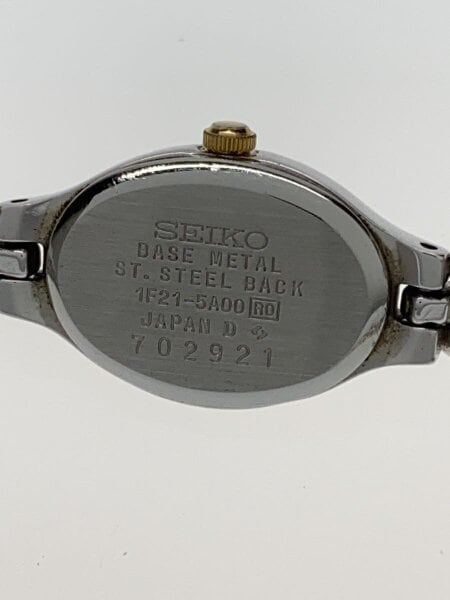 SEIKO
BASE METAL
ST. STEEL BACK
1F21-5A00 RD
JAPAN D
702921